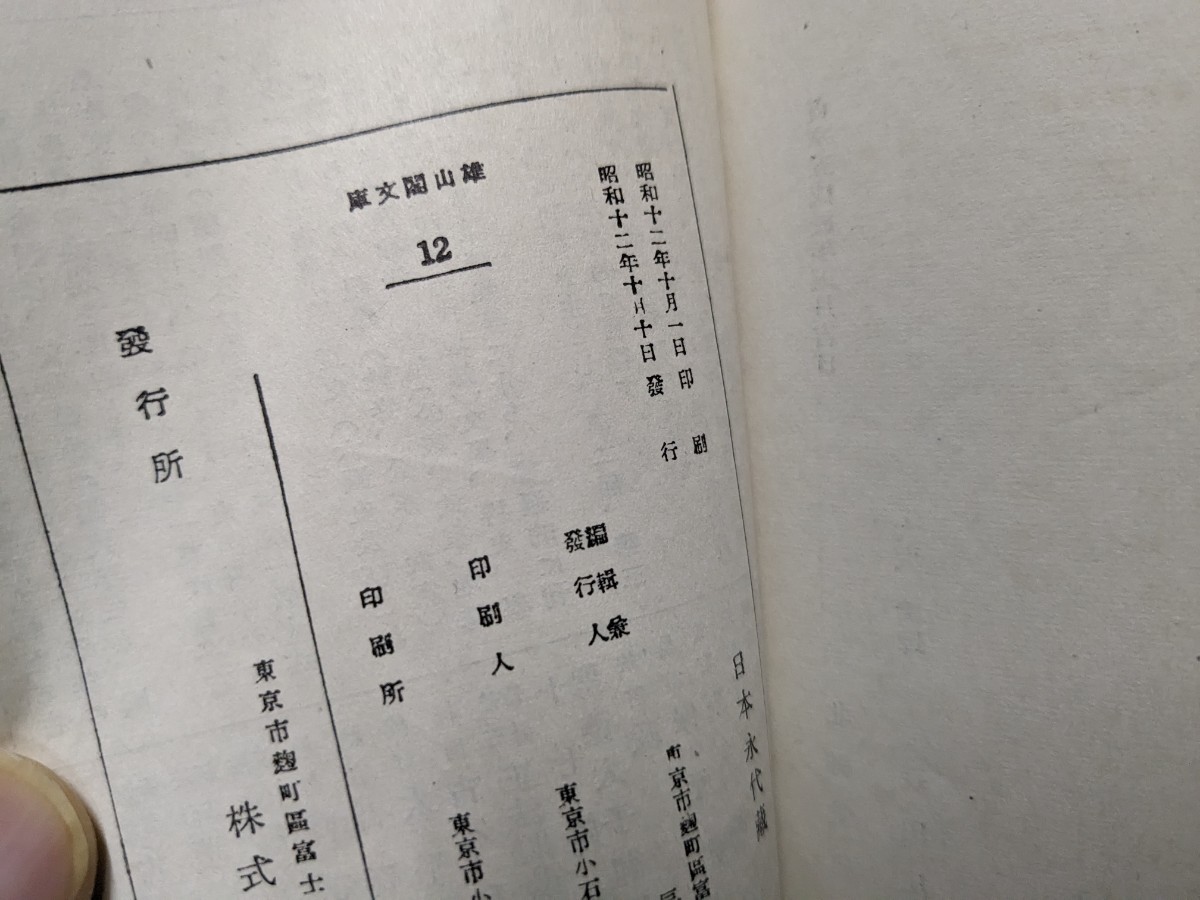 昭和十二年十月一日印刷
昭和十二年十月十日發行
雄山閣文庫
12
日本永代藏
編輯兼
發行人
東京市麴町區富
印刷人
東京市小石
印刷所
東京市小
發行所
東京市麴町區富士
株式